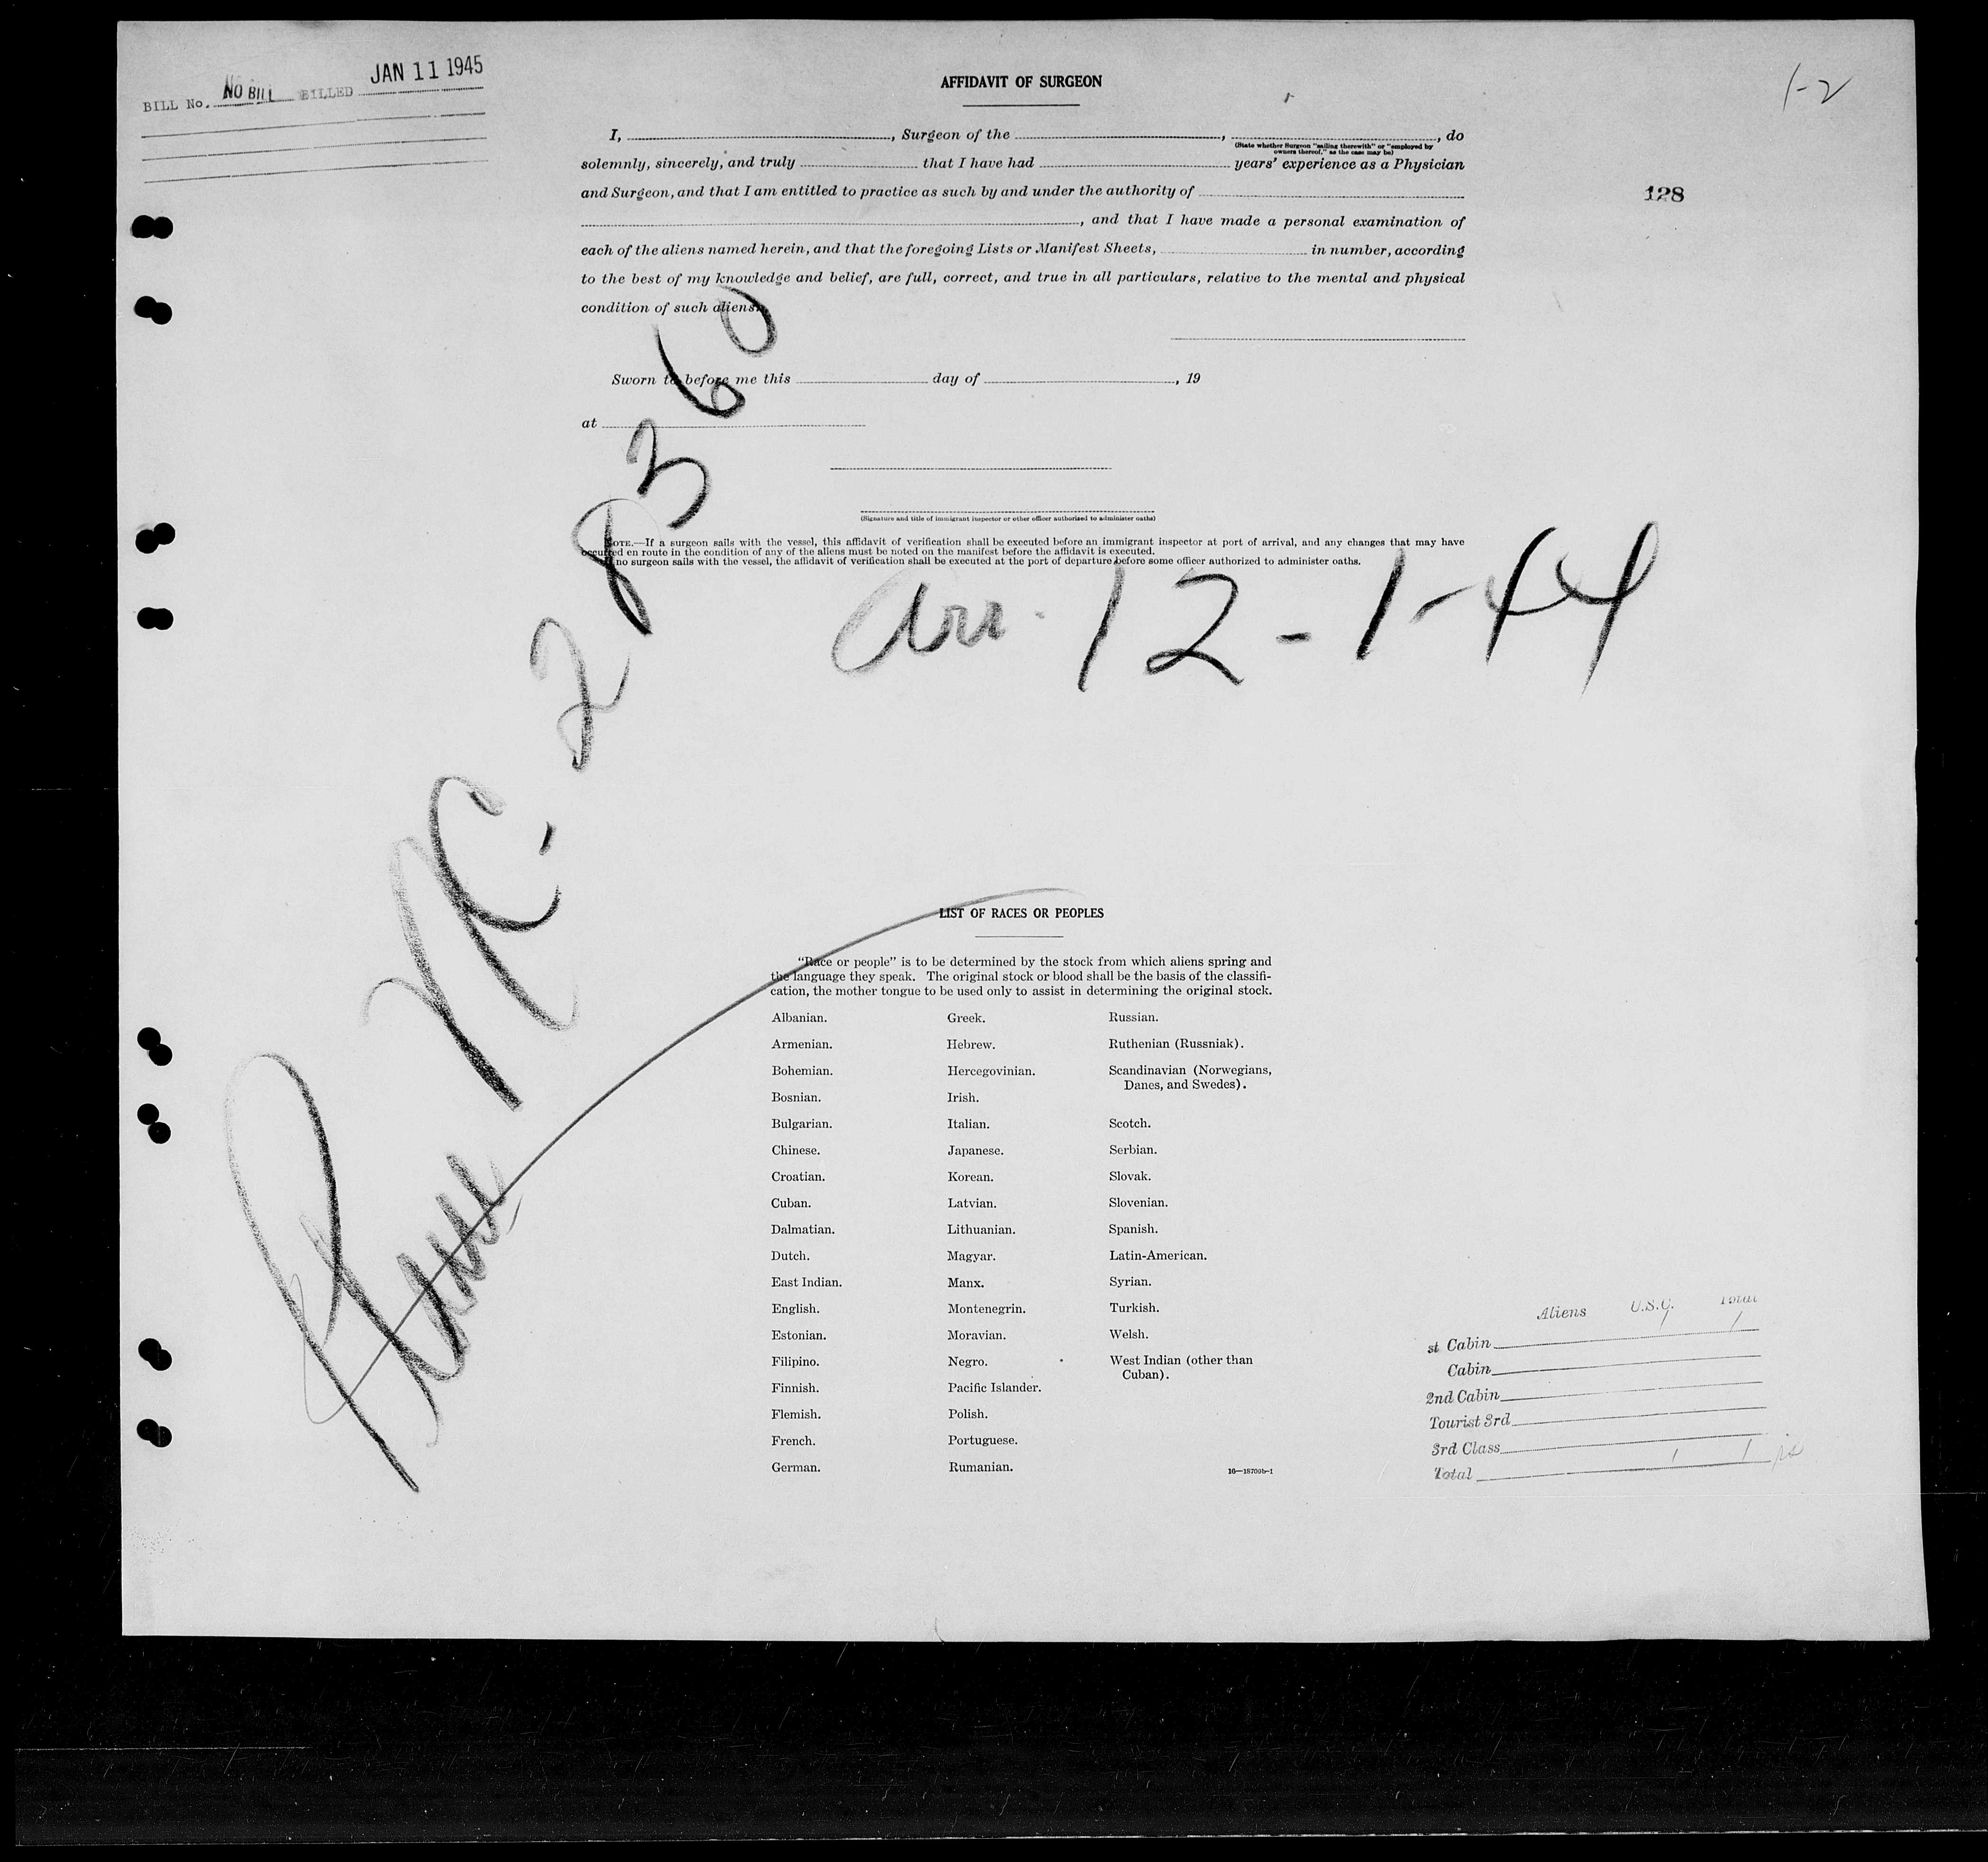 BILL No. NO BILL BILLED JAN 11 1945
1-2
128
AFFIDAVIT OF SURGEON
I, , Surgeon of the , , do
(State whether Surgeon "sailing therewith" or "employed by
owners thereof," as the case may be)
solemnly, sincerely, and truly that I have had years' experience as a Physician
and Surgeon, and that I am entitled to practice as such by and under the authority of
, and that I have made a personal examination of
each of the aliens named herein, and that the foregoing Lists or Manifest Sheets, in number, according
to the best of my knowledge and belief, are full, correct, and true in all particulars, relative to the mental and physical
condition of such aliens.
Sworn to before me this day of , 19
at
(Signature and title of immigrant inspector or other officer authorized to administer oaths)
NOTE.—If a surgeon sails with the vessel, this affidavit of verification shall be executed before an immigrant inspector at port of arrival, and any changes that may have
occurred en route in the condition of any of the aliens must be noted on the manifest before the affidavit is executed.
If no surgeon sails with the vessel, the affidavit of verification shall be executed at the port of departure before some officer authorized to administer oaths.
Arr. 12-1-44
Plane NC-28360
LIST OF RACES OR PEOPLES
"Race or people" is to be determined by the stock from which aliens spring and
the language they speak. The original stock or blood shall be the basis of the classifi-
cation, the mother tongue to be used only to assist in determining the original stock.
Albanian.
Armenian.
Bohemian.
Bosnian.
Bulgarian.
Chinese.
Croatian.
Cuban.
Dalmatian.
Dutch.
East Indian.
English.
Estonian.
Filipino.
Finnish.
Flemish.
French.
German.
Greek.
Hebrew.
Hercegovinian.
Irish.
Italian.
Japanese.
Korean.
Latvian.
Lithuanian.
Magyar.
Manx.
Montenegrin.
Moravian.
Negro.
Pacific Islander.
Polish.
Portuguese.
Rumanian.
Russian.
Ruthenian (Russniak).
Scandinavian (Norwegians,
Danes, and Swedes).
Scotch.
Serbian.
Slovak.
Slovenian.
Spanish.
Latin-American.
Syrian.
Turkish.
Welsh.
West Indian (other than
Cuban).
16—18709b-1
Aliens U.S.C. Total
st Cabin 1 1
Cabin
2nd Cabin
Tourist 3rd
3rd Class
Total 1 1